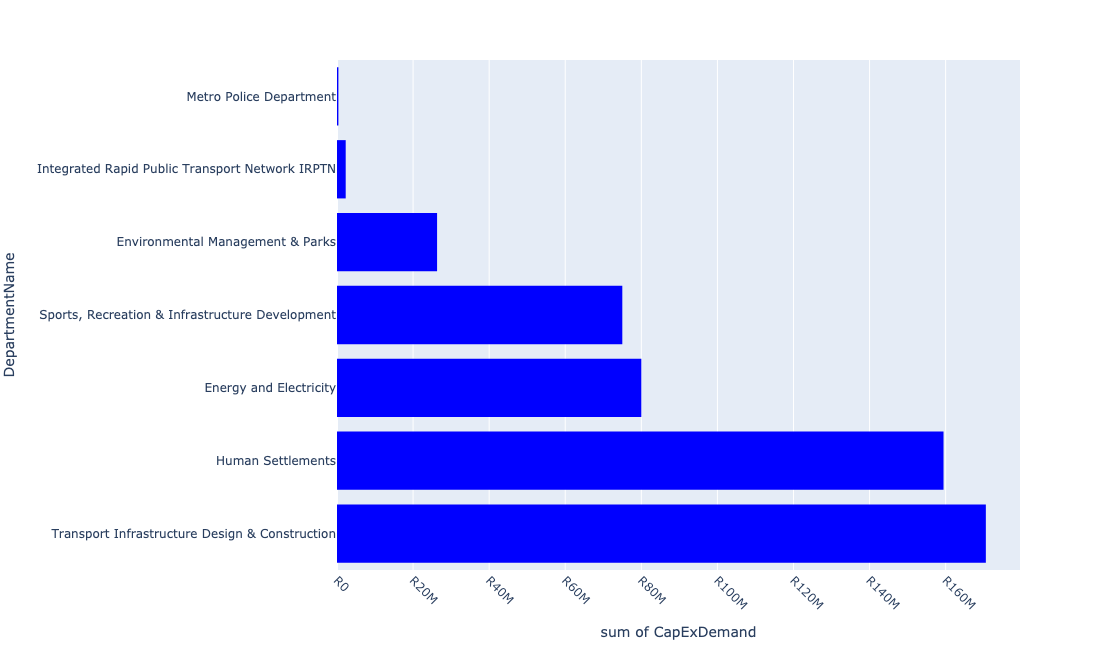 DepartmentName
Metro Police Department
Integrated Rapid Public Transport Network IRPTN
Environmental Management & Parks
Sports, Recreation & Infrastructure Development
Energy and Electricity
Human Settlements
Transport Infrastructure Design & Construction
R0
R20M
R40M
R60M
R80M
R100M
R120M
R140M
R160M
sum of CapExDemand